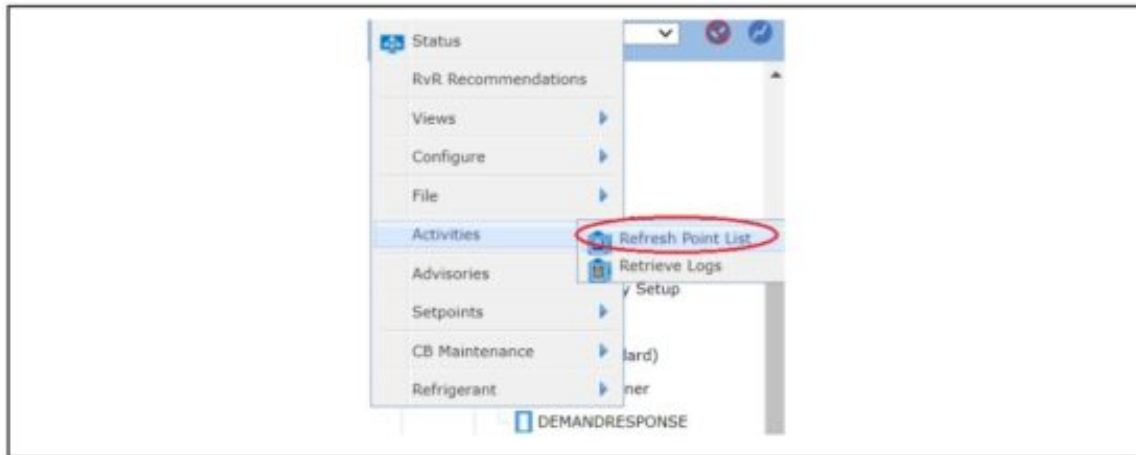 Status
RvR Recommendations
Views
Configure
File
Activities
Refresh Point List
Advisories
Retrieve Logs
y Setup
Setpoints
CB Maintenance
lard)
Refrigerant
ner
DEMANDRESPONSE